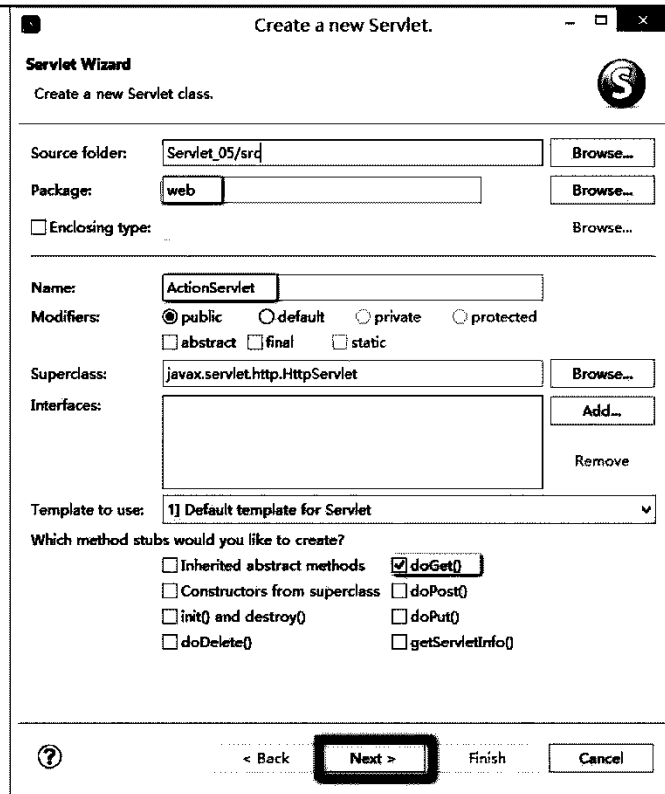 Create a new Servlet.
Servlet Wizard
Create a new Servlet class.
S
Source folder: Servlet_05/src Browse...
Package: web Browse...
Enclosing type: Browse...
Name: ActionServlet
Modifiers: public default private protected
abstract final static
Superclass: javax.servlet.http.HttpServlet Browse...
Interfaces: Add...
Remove
Template to use: 1] Default template for Servlet
Which method stubs would you like to create?
Inherited abstract methods doGet()
Constructors from superclass doPost()
init() and destroy() doPut()
doDelete() getServletInfo()
? < Back Next > Finish Cancel